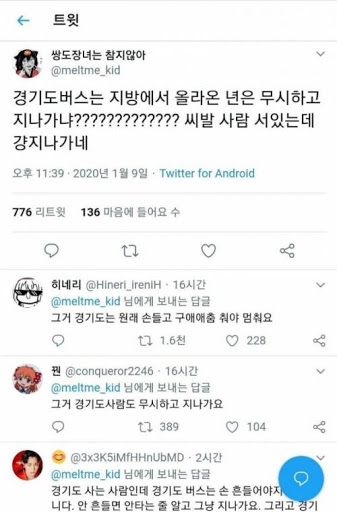 트윗
쌍도장녀는 참지않아
@meltme_kid
경기도버스는 지방에서 올라온 년은 무시하고
지나가냐????????????? 씨발 사람 서있는데
걍지나가네
오후 11:39 · 2020년 1월 9일 · Twitter for Android
776 리트윗 136 마음에 들어요 수
히네리 @Hineri_ireniH · 16시간
@meltme_kid 님에게 보내는 답글
그거 경기도는 원래 손들고 구애애춤 춰야 멈춰요
1.6천 228
뀐 @conqueror2246 · 16시간
@meltme_kid 님에게 보내는 답글
그거 경기도사람도 무시하고 지나가요.
389 104
@3x3K5iMfHHnUbMD · 2시간
@meltme_kid 님에게 보내는 답글
경기도 사는 사람인데 경기도 버스는 손 흔들어야지
니다. 안 흔들면 안타는 줄 알고 그냥 지나가요. 그리고 경기